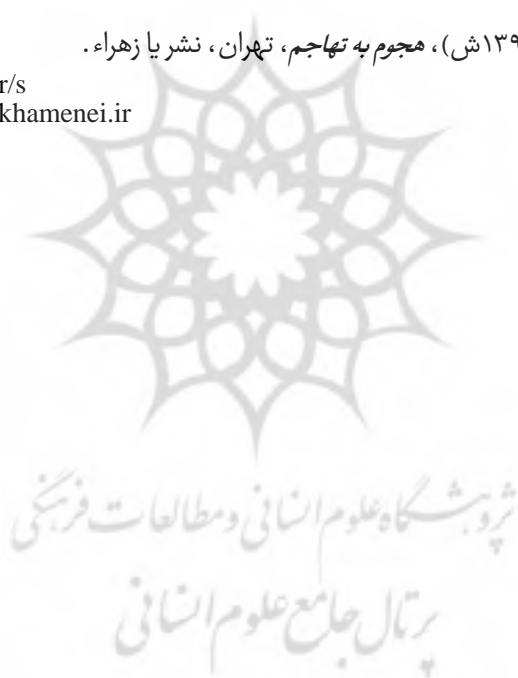 ۱۳۹ش)، هجوم به تهاجم، تهران، نشر یا زهراء.
r/s
khamenei.ir
پژوهشگاه علوم انسانی و مطالعات فرهنگی
پرتال جامع علوم انسانی